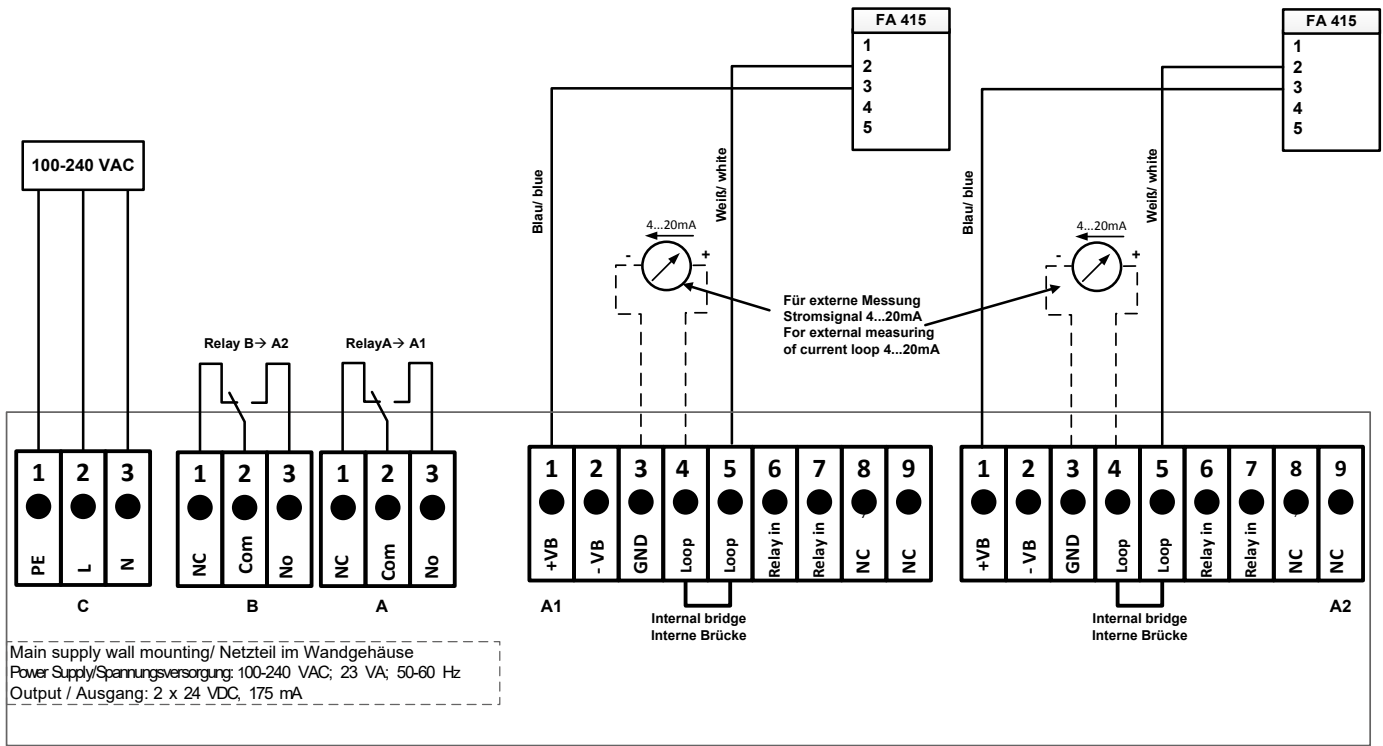 FA 415
1
2
3
4
5
FA 415
1
2
3
4
5
100-240 VAC
Blau/ blue
Weiß/ white
4...20mA
- +
Blau/ blue
Weiß/ white
4...20mA
- +
Für externe Messung
Stromsignal 4...20mA
For external measuring
of current loop 4...20mA
Relay B→ A2
RelayA→ A1
1 2 3
PE L N
C
1 2 3
NC Com No
B
1 2 3
NC Com No
A
1 2 3 4 5 6 7 8 9
+VB - VB GND Loop Loop Relay in Relay in NC NC
A1
Internal bridge
Interne Brücke
1 2 3 4 5 6 7 8 9
+VB - VB GND Loop Loop Relay in Relay in NC NC
A2
Internal bridge
Interne Brücke
Main supply wall mounting/ Netzteil im Wandgehäuse
Power Supply/Spannungsversorgung: 100-240 VAC; 23 VA; 50-60 Hz
Output / Ausgang: 2 x 24 VDC, 175 mA